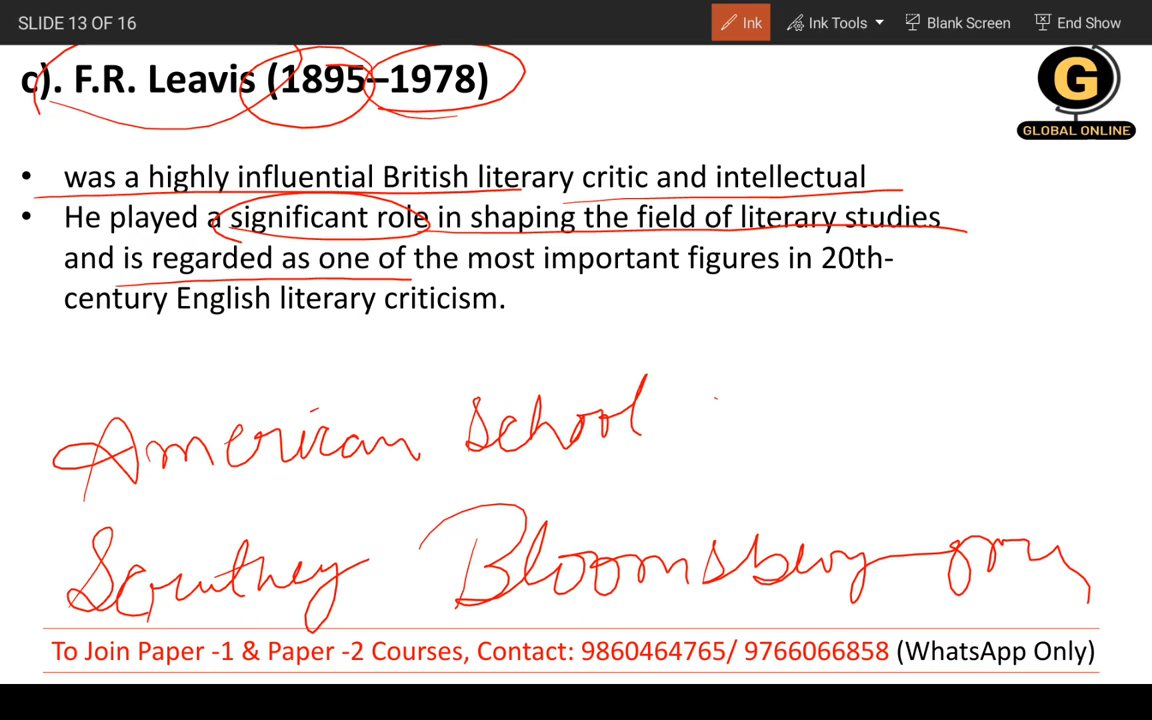 SLIDE 13 OF 16 Ink Ink Tools Blank Screen End Show
c). F.R. Leavis (1895–1978)
G
GLOBAL ONLINE
• was a highly influential British literary critic and intellectual
• He played a significant role in shaping the field of literary studies
and is regarded as one of the most important figures in 20th-
century English literary criticism.
American School
Bloomsbery
To Join Paper -1 & Paper -2 Courses, Contact: 9860464765/ 9766066858 (WhatsApp Only)